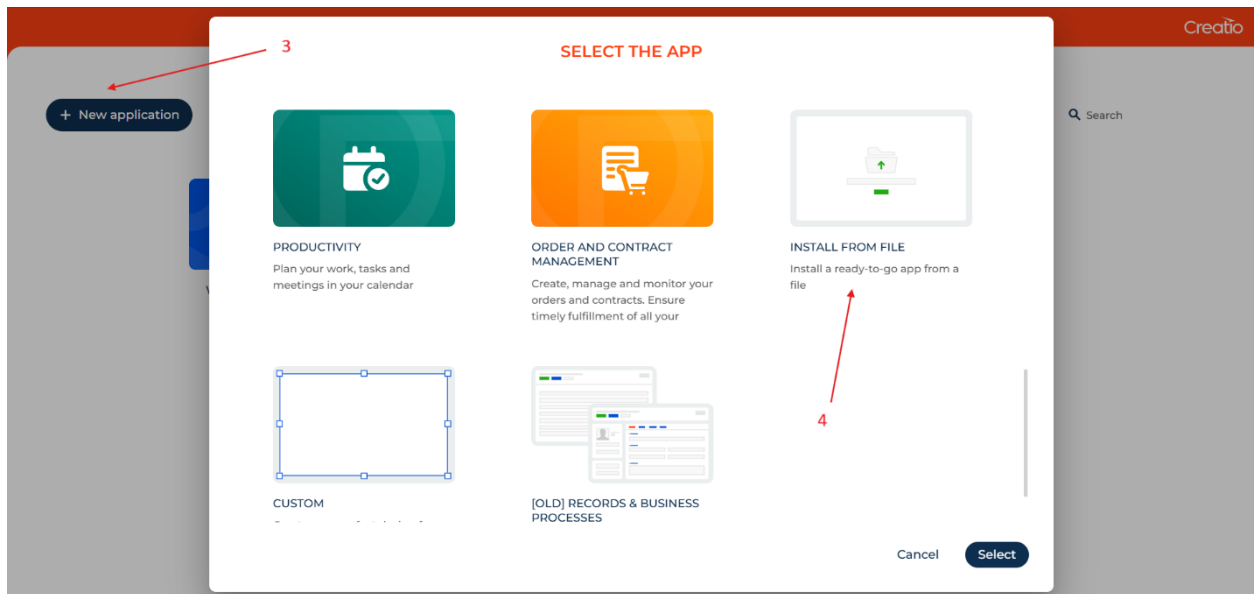 Creatio
3
SELECT THE APP
+ New application
Search
PRODUCTIVITY
Plan your work, tasks and
meetings in your calendar
ORDER AND CONTRACT
MANAGEMENT
Create, manage and monitor your
orders and contracts. Ensure
timely fulfillment of all your
INSTALL FROM FILE
Install a ready-to-go app from a
file
4
CUSTOM
[OLD] RECORDS & BUSINESS
PROCESSES
Cancel
Select